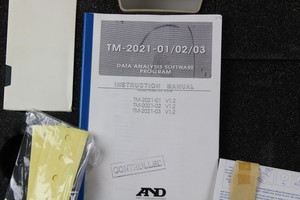 TM-2021-01/02/03
DATA ANALYSIS SOFTWARE
PROGRAM
INSTRUCTION MANUAL
TM-2021-01 V1.2
TM-2021-02 V1.2
TM-2021-03 V1.2
CONTROLLED
AND